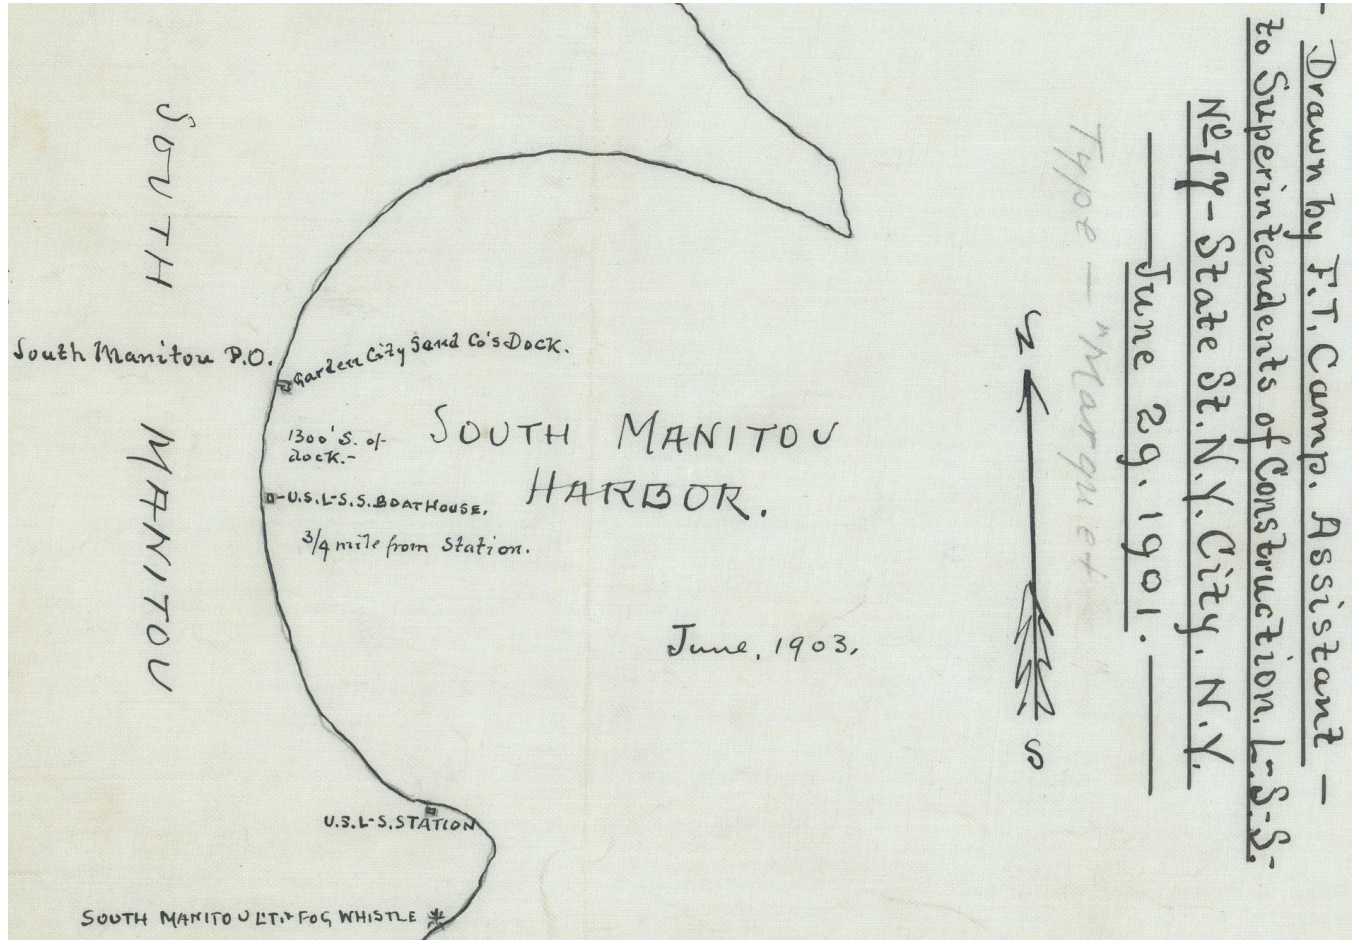 SOUTH
MANITOU
South Manitou P.O.
Garden City Sand Co's Dock.
1300' S. of
dock.-
U.S.L-S.S. BOATHOUSE.
3/4 mile from Station.
SOUTH MANITOU
HARBOR.
June, 1903.
U.S.L-S. STATION
SOUTH MANITOU LT. & FOG WHISTLE
N
S
- Drawn by F.T. Camp. Assistant -
to Superintendents of Construction. L-S-S-
No 17 - State St. N.Y. City. N.Y.
June 29. 1901.
Type - "Marquette"